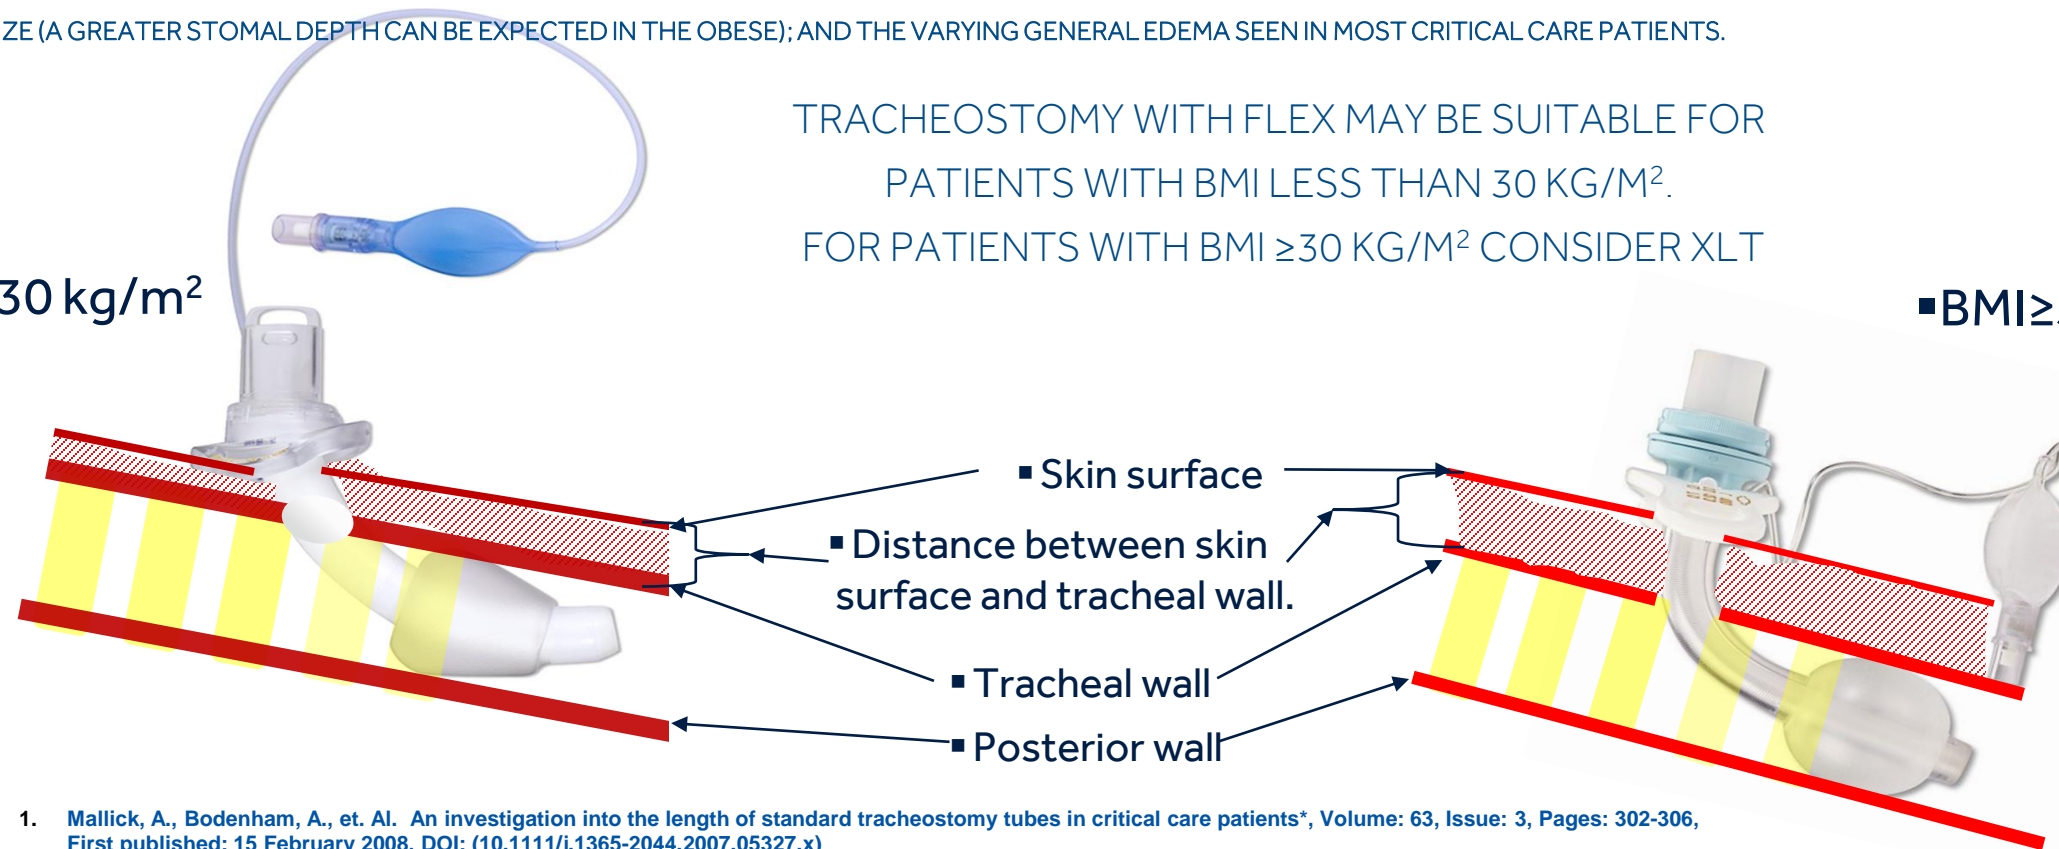 ZE (A GREATER STOMAL DEPTH CAN BE EXPECTED IN THE OBESE); AND THE VARYING GENERAL EDEMA SEEN IN MOST CRITICAL CARE PATIENTS.
TRACHEOSTOMY WITH FLEX MAY BE SUITABLE FOR
PATIENTS WITH BMI LESS THAN 30 KG/M².
FOR PATIENTS WITH BMI ≥30 KG/M² CONSIDER XLT
30 kg/m²
▪BMI≥
▪ Skin surface
▪ Distance between skin
surface and tracheal wall.
▪ Tracheal wall
▪ Posterior wall
1. Mallick, A., Bodenham, A., et. Al. An investigation into the length of standard tracheostomy tubes in critical care patients*, Volume: 63, Issue: 3, Pages: 302-306,
First published: 15 February 2008, DOI: (10.1111/j.1365-2044.2007.05327.x)